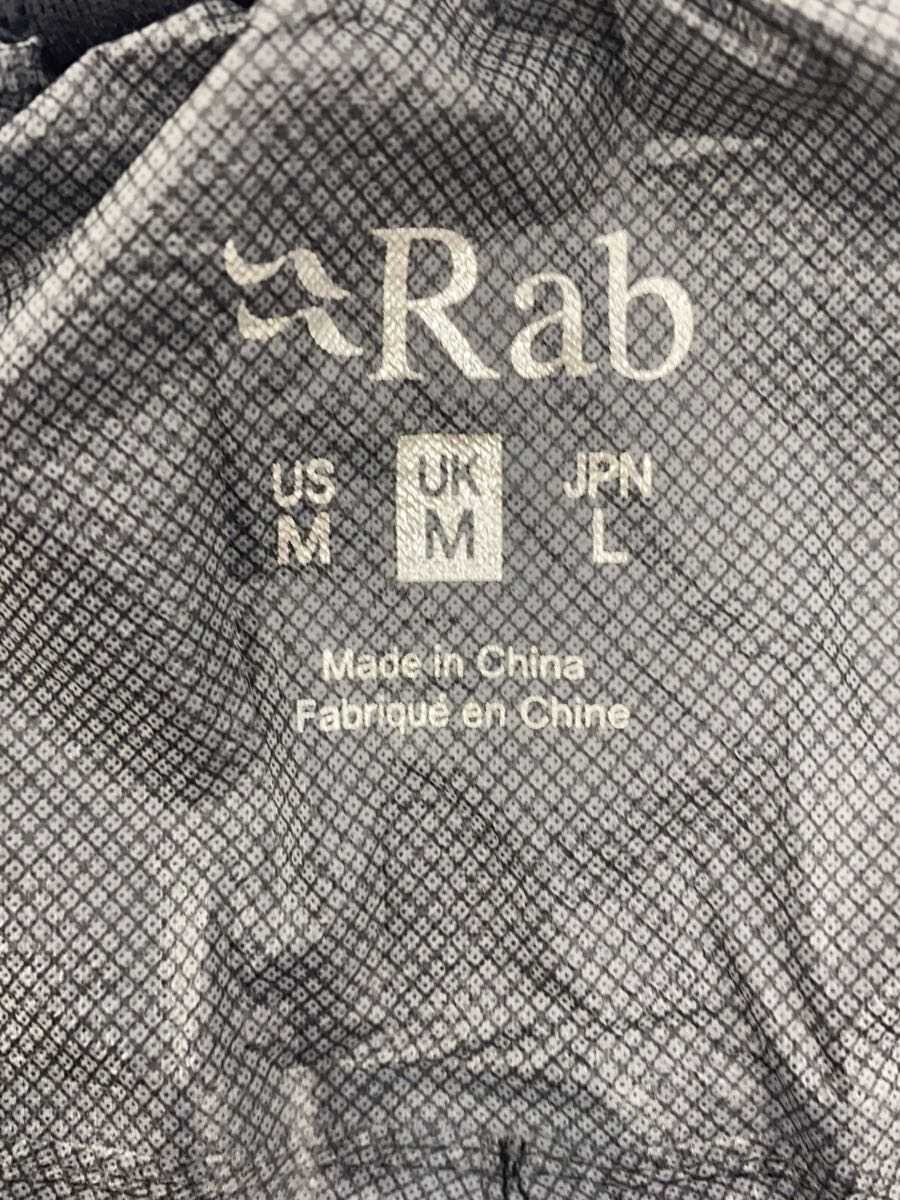 Rab
US UK JPN
M M L
Made in China
Fabriqué en Chine